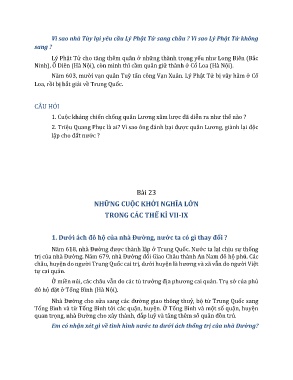 Vì sao nhà Tùy lại yêu cầu Lý Phật Tử sang chầu ? Vì sao Lý Phật Tử không
sang ?
Lý Phật Tử cho tăng thêm quân ở những thành trọng yếu như Long Biên (Bắc
Ninh), Ô Diên (Hà Nội), còn mình thì cầm quân giữ thành ở Cổ Loa (Hà Nội).
Năm 603, mười vạn quân Tuỳ tấn công Vạn Xuân. Lý Phật Tử bị vây hãm ở Cổ
Loa, rồi bị bắt giải về Trung Quốc.
CÂU HỎI
1. Cuộc kháng chiến chống quân Lương xâm lược đã diễn ra như thế nào ?
2. Triệu Quang Phục là ai? Vì sao ông đánh bại được quân Lương, giành lại độc
lập cho đất nước ?
Bài 23
NHỮNG CUỘC KHỞI NGHĨA LỚN
TRONG CÁC THẾ KỈ VII-IX
1. Dưới ách đô hộ của nhà Đường, nước ta có gì thay đổi ?
Năm 618, nhà Đường được thành lập ở Trung Quốc. Nước ta lại chịu sự thống
trị của nhà Đường. Năm 679, nhà Đường đổi Giao Châu thành An Nam đô hộ phủ. Các
châu, huyện do người Trung Quốc cai trị, dưới huyện là hương và xã vẫn do người Việt
tự cai quản.
Ở miền núi, các châu vẫn do các tù trưởng địa phương cai quản. Trụ sở của phủ
đô hộ đặt ở Tống Bình (Hà Nội).
Nhà Đường cho sửa sang các đường giao thông thuỷ, bộ từ Trung Quốc sang
Tống Bình và từ Tống Bình tới các quận, huyện. Ở Tống Bình và một số quận, huyện
quan trọng, nhà Đường cho xây thành, đắp luỹ và tăng thêm số quân đồn trú.
Em có nhận xét gì về tình hình nước ta dưới ách thống trị của nhà Đường?